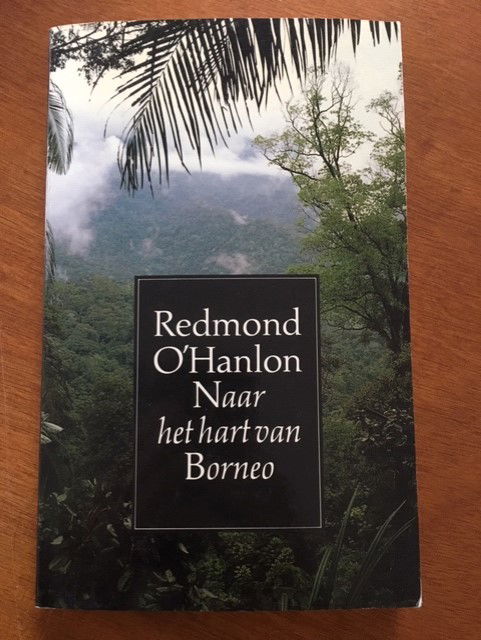 Redmond
O'Hanlon
Naar
het hart van
Borneo